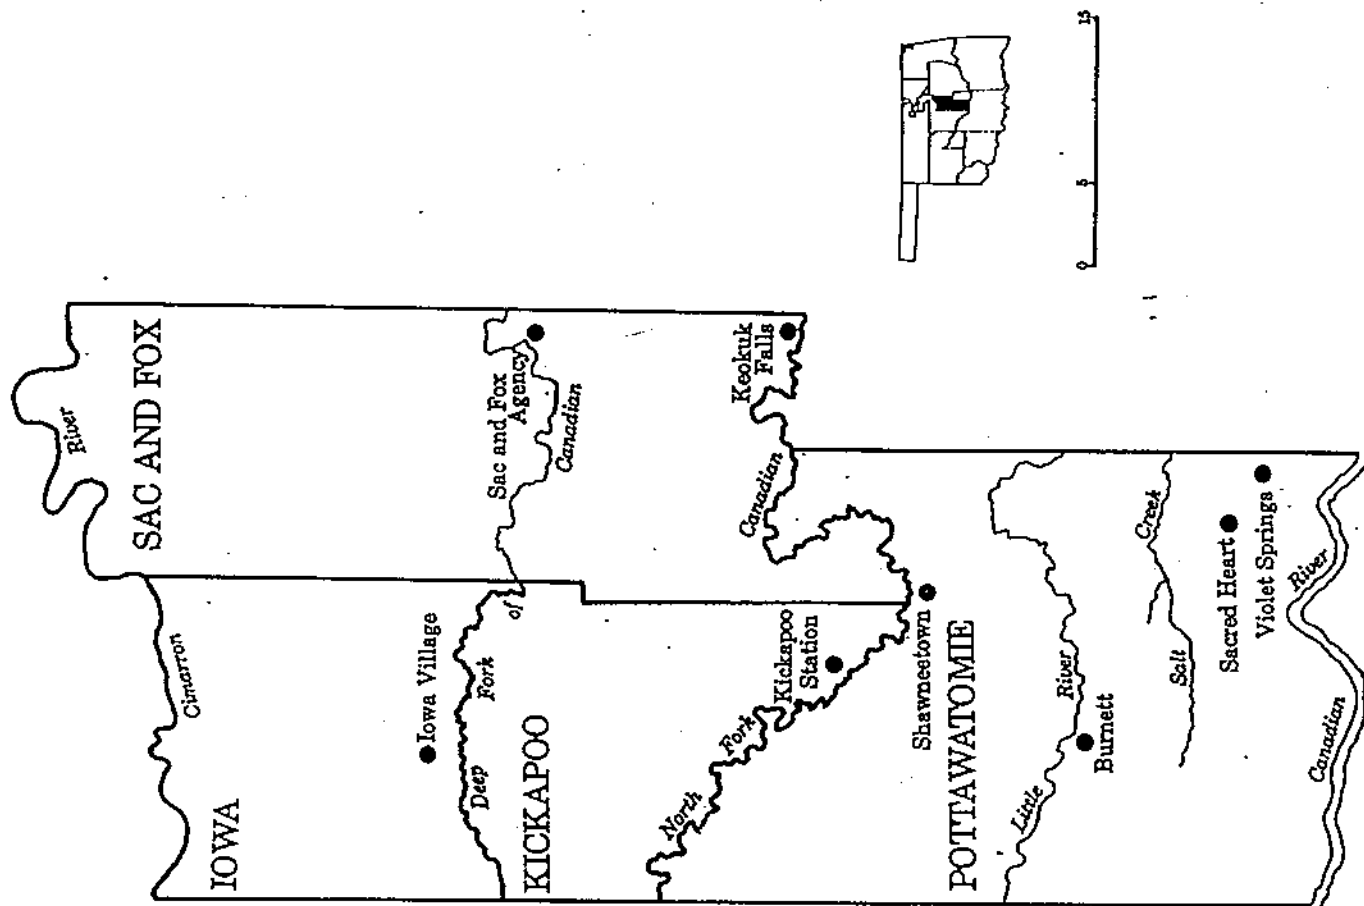 River
SAC AND FOX
Cimarron
IOWA
Iowa Village
Sac and Fox
Agency
Canadian
of
Fork
Deep
KICKAPOO
Keokuk
Falls
Canadian
Kickapoo
Station
Fork
North
Shawneetown
POTTAWATOMIE
River
Little
Burnett
Creek
Salt
Sacred Heart
Violet Springs
River
Canadian
0 5 15